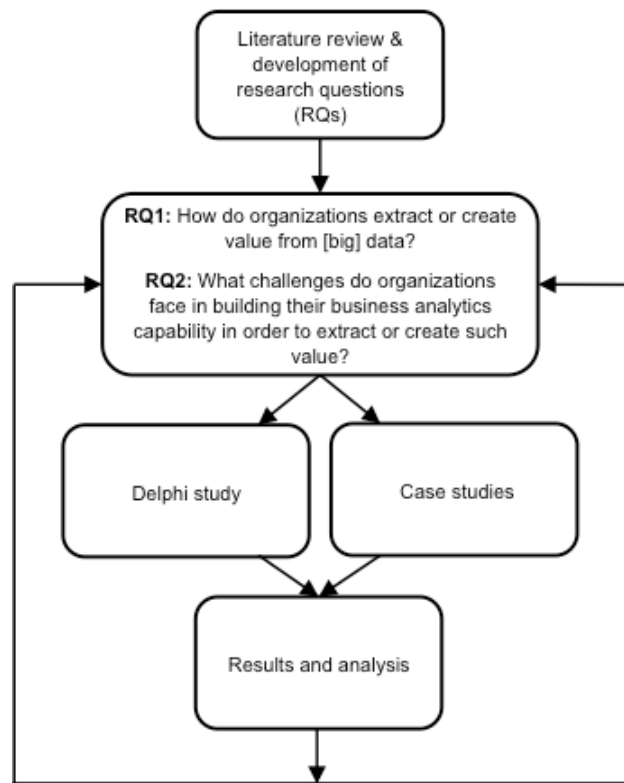 Literature review &
development of
research questions
(RQs)
RQ1: How do organizations extract or create
value from [big] data?
RQ2: What challenges do organizations
face in building their business analytics
capability in order to extract or create such
value?
Delphi study
Case studies
Results and analysis